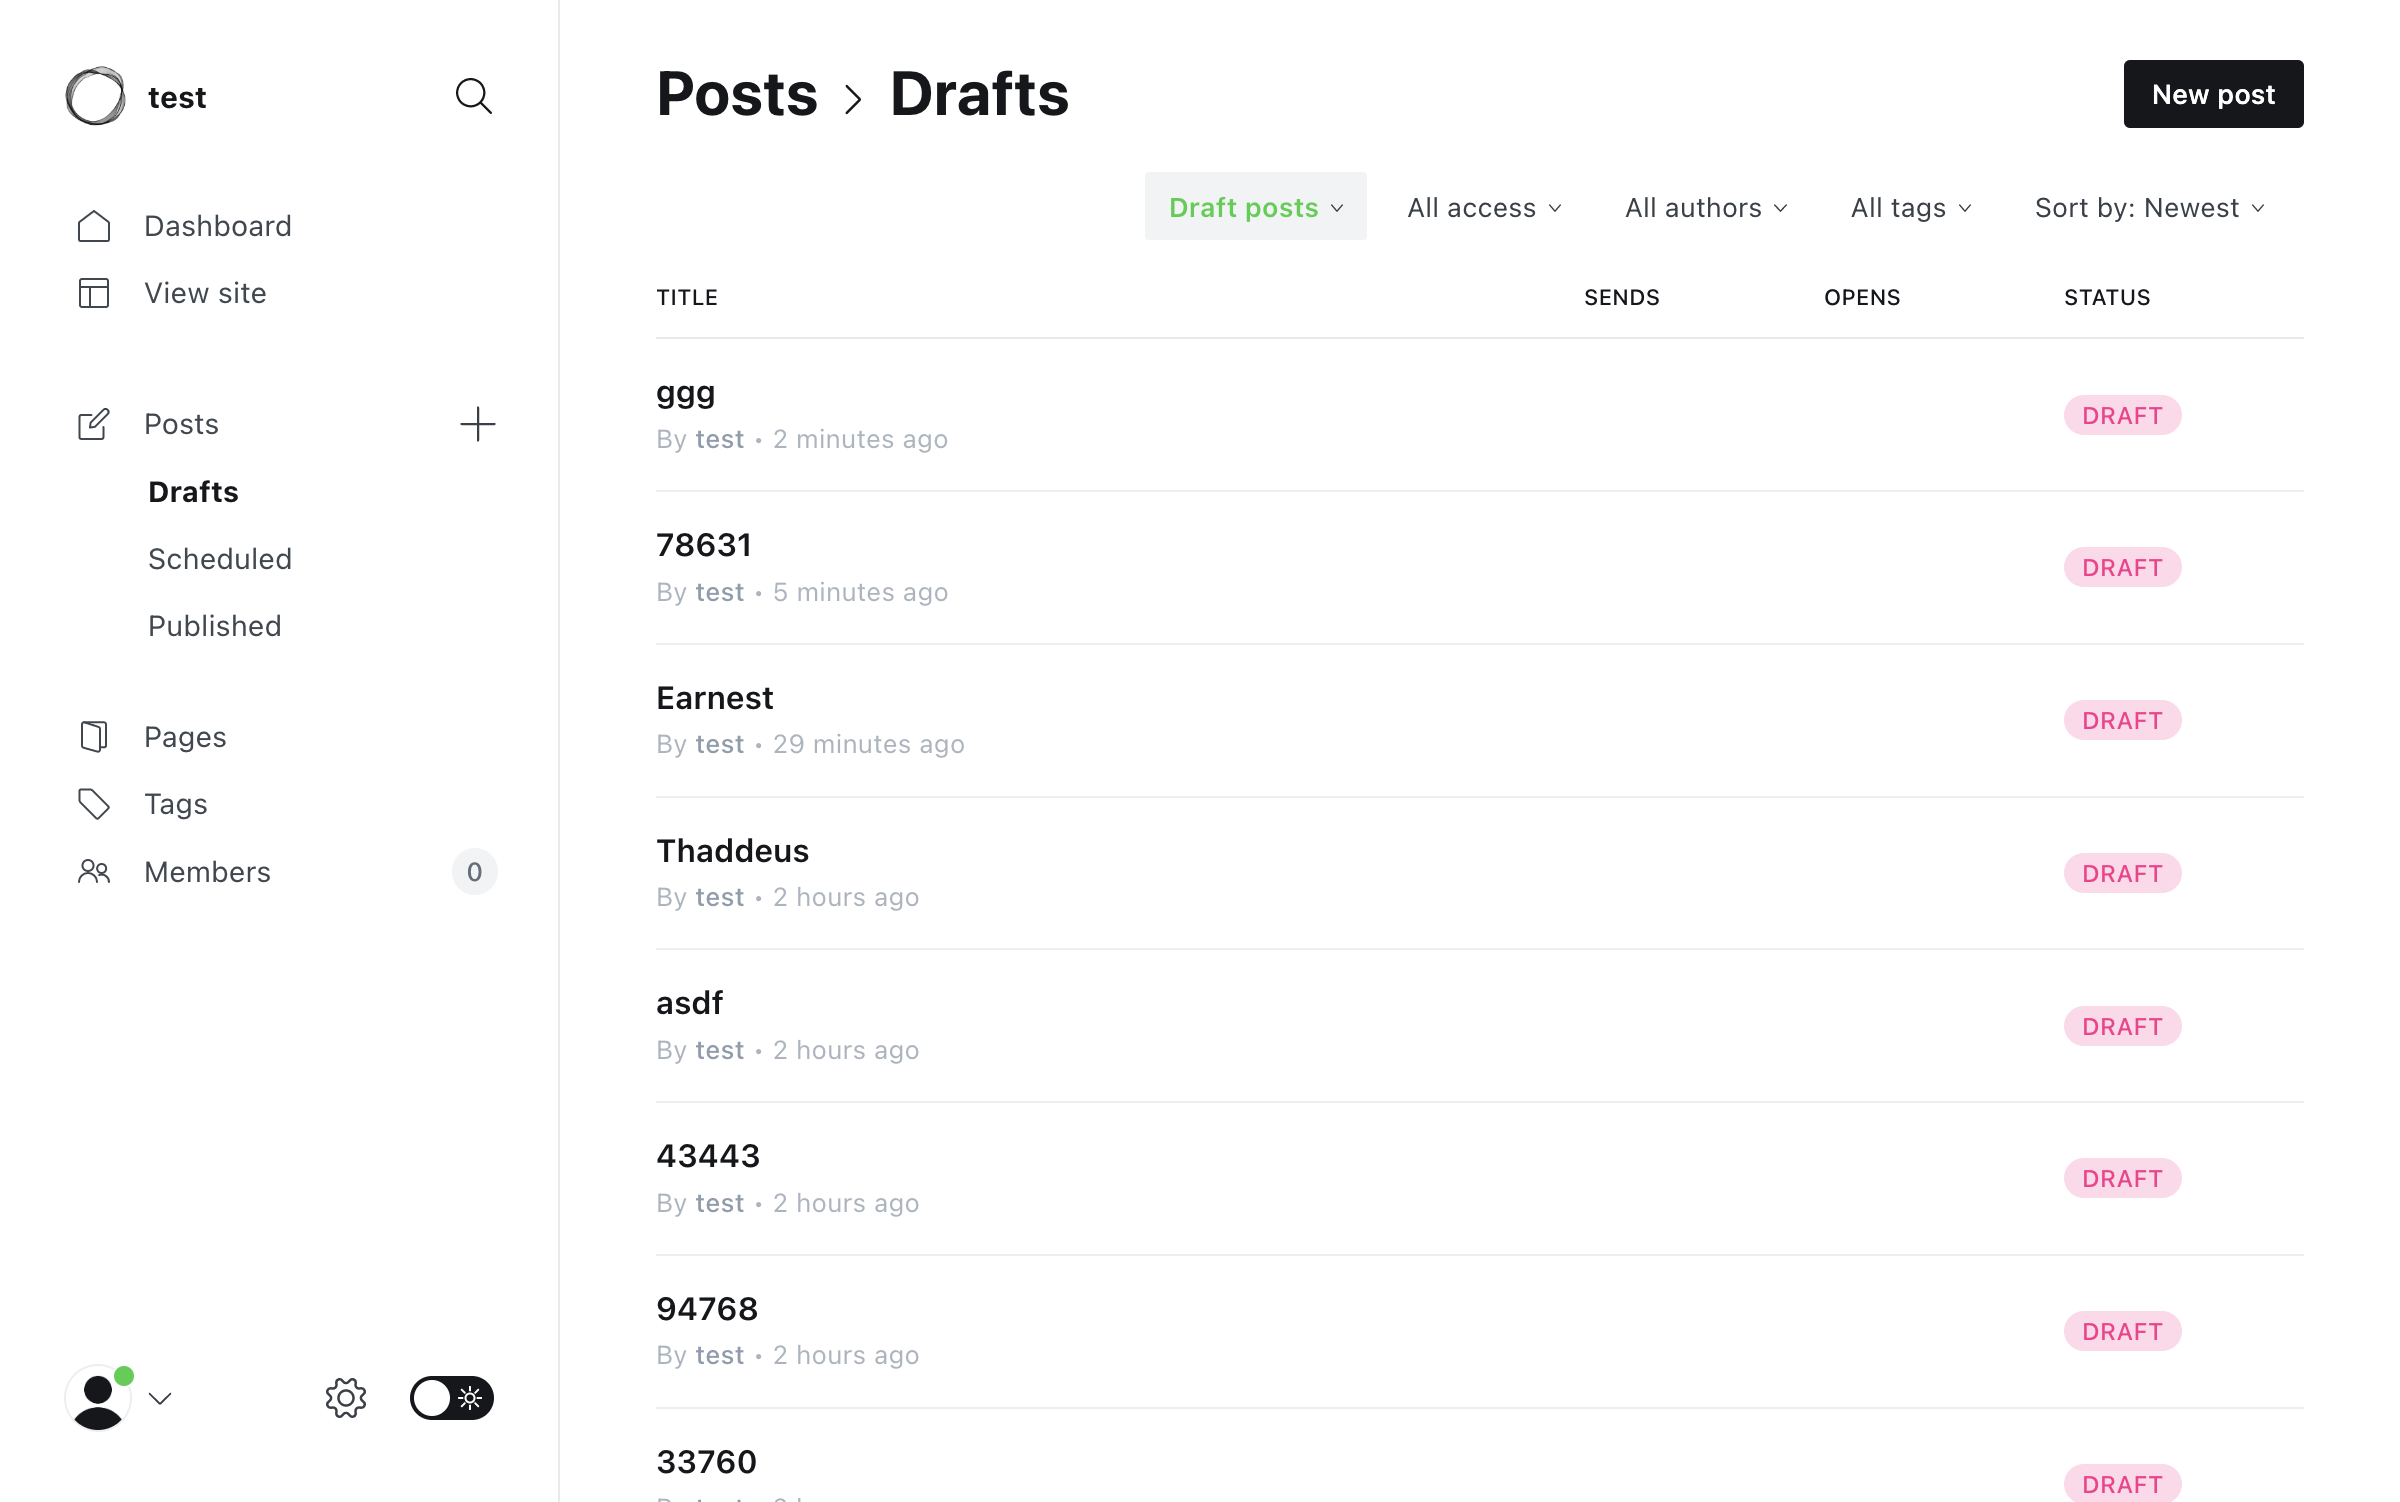 test
Dashboard
View site
Posts
Drafts
Scheduled
Published
Pages
Tags
Members 0
Posts > Drafts
New post
Draft posts All access All authors All tags Sort by: Newest
TITLE SENDS OPENS STATUS
ggg
By test • 2 minutes ago
DRAFT
78631
By test • 5 minutes ago
DRAFT
Earnest
By test • 29 minutes ago
DRAFT
Thaddeus
By test • 2 hours ago
DRAFT
asdf
By test • 2 hours ago
DRAFT
43443
By test • 2 hours ago
DRAFT
94768
By test • 2 hours ago
DRAFT
33760
DRAFT